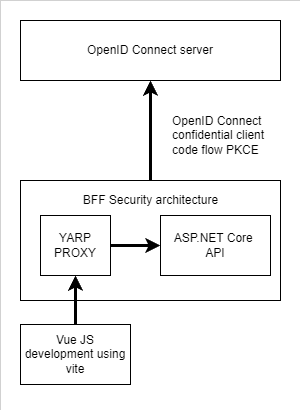 OpenID Connect server
OpenID Connect
confidential client
code flow PKCE
BFF Security architecture
YARP
PROXY
ASP.NET Core
API
Vue JS
development using
vite